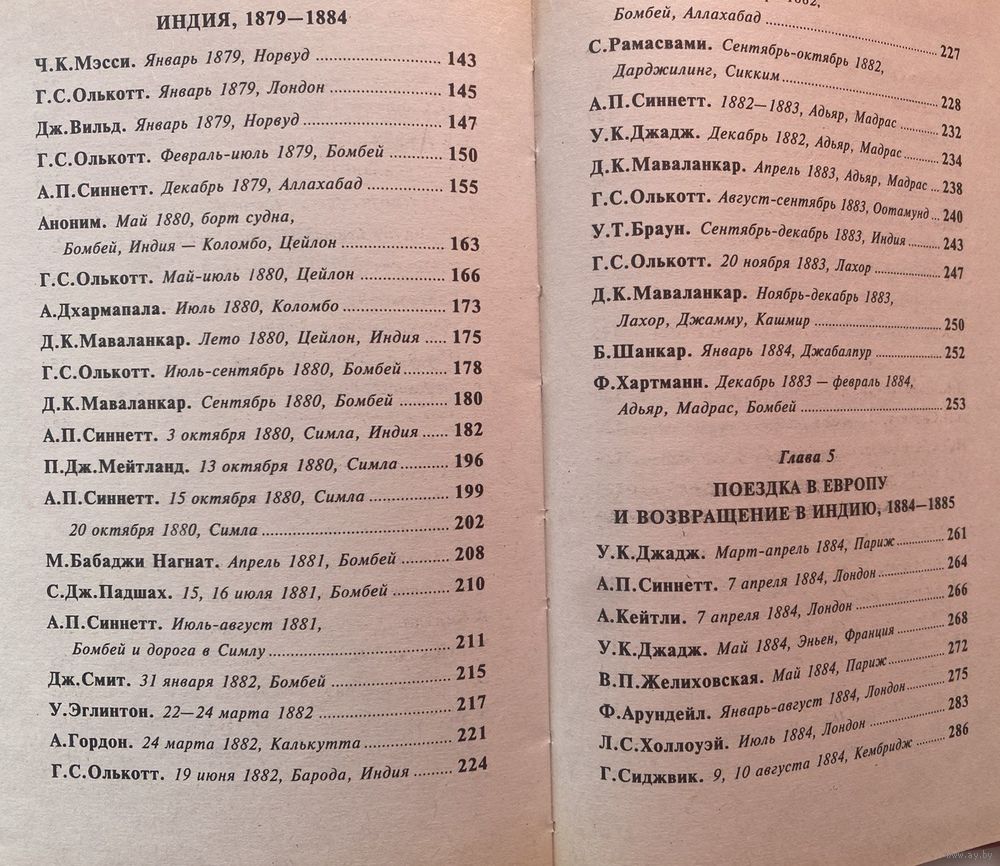 ИНДИЯ, 1879—1884
Ч.К.Мэсси. Январь 1879, Норвуд 143
Г.С.Олькотт. Январь 1879, Лондон 145
Дж.Вильд. Январь 1879, Норвуд 147
Г.С.Олькотт. Февраль-июль 1879, Бомбей 150
А.П.Синнетт. Декабрь 1879, Аллахабад 155
Аноним. Май 1880, борт судна,
Бомбей, Индия — Коломбо, Цейлон 163
Г.С.Олькотт. Май-июль 1880, Цейлон 166
А.Дхармапала. Июль 1880, Коломбо 173
Д.К.Маваланкар. Лето 1880, Цейлон, Индия 175
Г.С.Олькотт. Июль-сентябрь 1880, Бомбей 178
Д.К.Маваланкар. Сентябрь 1880, Бомбей 180
А.П.Синнетт. 3 октября 1880, Симла, Индия 182
П.Дж.Мейтланд. 13 октября 1880, Симла 196
А.П.Синнетт. 15 октября 1880, Симла 199
20 октября 1880, Симла 202
М.Бабаджи Нагнат. Апрель 1881, Бомбей 208
С.Дж.Падшах. 15, 16 июля 1881, Бомбей 210
А.П.Синнетт. Июль-август 1881,
Бомбей и дорога в Симлу 211
Дж.Смит. 31 января 1882, Бомбей 215
У.Эглинтон. 22—24 марта 1882 217
А.Гордон. 24 марта 1882, Калькутта 221
Г.С.Олькотт. 19 июня 1882, Барода, Индия 224
Бомбей, Аллахабад 227
С.Рамасвами. Сентябрь-октябрь 1882,
Дарджилинг, Сикким 228
А.П.Синнетт. 1882—1883, Адьяр, Мадрас 232
У.К.Джадж. Декабрь 1882, Адьяр, Мадрас 234
Д.К.Маваланкар. Апрель 1883, Адьяр, Мадрас 238
Г.С.Олькотт. Август-сентябрь 1883, Оотамунд 240
У.Т.Браун. Сентябрь-декабрь 1883, Индия 243
Г.С.Олькотт. 20 ноября 1883, Лахор 247
Д.К.Маваланкар. Ноябрь-декабрь 1883,
Лахор, Джамму, Кашмир 250
Б.Шанкар. Январь 1884, Джабалпур 252
Ф.Хартманн. Декабрь 1883 — февраль 1884,
Адьяр, Мадрас, Бомбей 253
Глава 5
ПОЕЗДКА В ЕВРОПУ
И ВОЗВРАЩЕНИЕ В ИНДИЮ, 1884—1885
У.К.Джадж. Март-апрель 1884, Париж 261
А.П.Синнетт. 7 апреля 1884, Лондон 264
А.Кейтли. 7 апреля 1884, Лондон 266
У.К.Джадж. Май 1884, Эньен, Франция 268
В.П.Желиховская. Май 1884, Париж 272
Ф.Арундейл. Январь-август 1884, Лондон 275
Л.С.Холлоуэй. Июль 1884, Лондон 283
Г.Сиджвик. 9, 10 августа 1884, Кембридж 286
www.ay.by